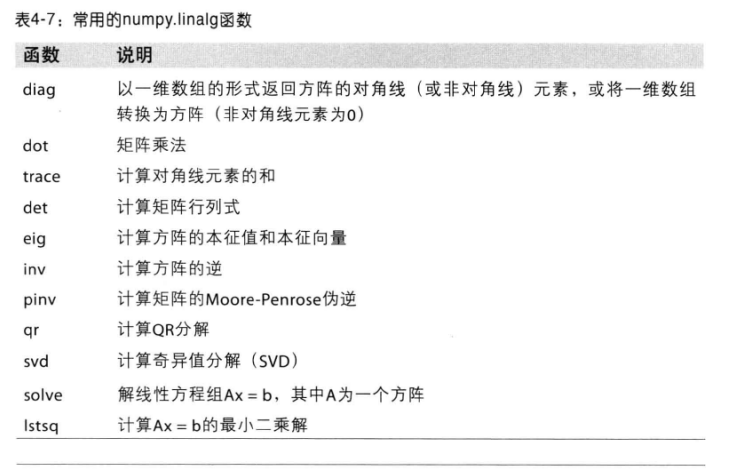 表4-7：常用的numpy.linalg函数
函数 说明
diag 以一维数组的形式返回方阵的对角线（或非对角线）元素，或将一维数组
转换为方阵（非对角线元素为0）
dot 矩阵乘法
trace 计算对角线元素的和
det 计算矩阵行列式
eig 计算方阵的本征值和本征向量
inv 计算方阵的逆
pinv 计算矩阵的Moore-Penrose伪逆
qr 计算QR分解
svd 计算奇异值分解（SVD）
solve 解线性方程组Ax = b，其中A为一个方阵
lstsq 计算Ax = b的最小二乘解